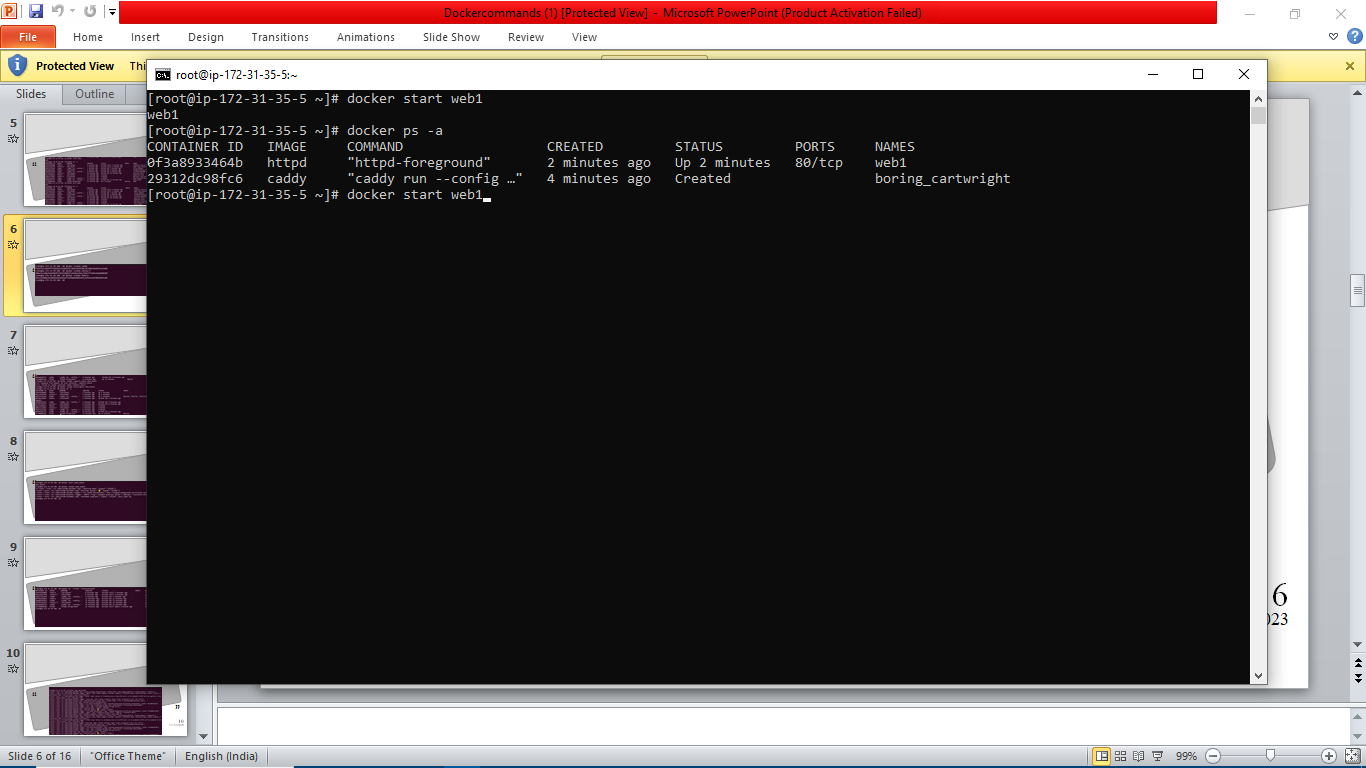 Dockercommands (1) [Protected View] - Microsoft PowerPoint (Product Activation Failed)
File Home Insert Design Transitions Animations Slide Show Review View
Protected View Thi
root@ip-172-31-35-5:~
Slides Outline
[root@ip-172-31-35-5 ~]# docker start web1
web1
[root@ip-172-31-35-5 ~]# docker ps -a
CONTAINER ID IMAGE COMMAND CREATED STATUS PORTS NAMES
0f3a8933464b httpd "httpd-foreground" 2 minutes ago Up 2 minutes 80/tcp web1
29312dc98fc6 caddy "caddy run --config …" 4 minutes ago Created boring_cartwright
[root@ip-172-31-35-5 ~]# docker start web1
5
6
7
8
9
10
6
023
Slide 6 of 16 "Office Theme" English (India) 99%